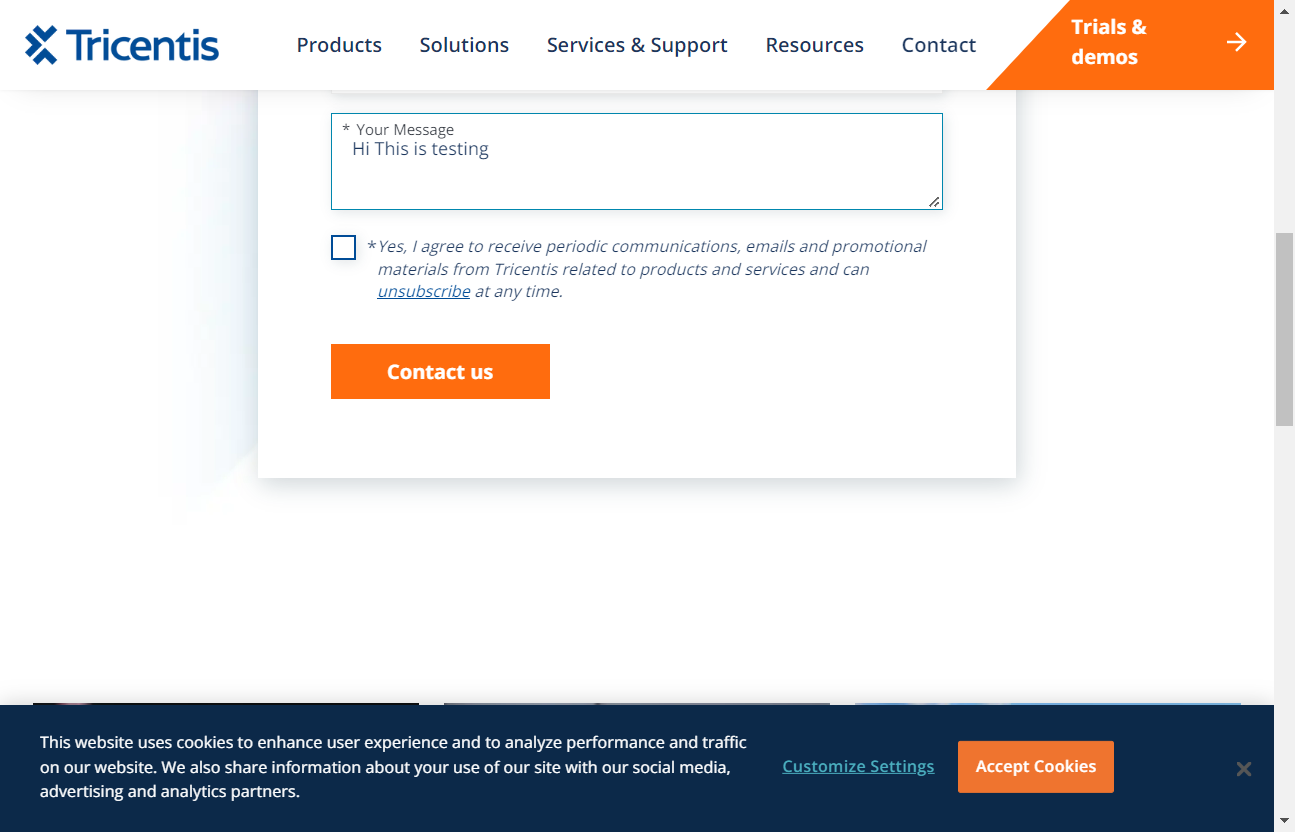 Tricentis
Products
Solutions
Services & Support
Resources
Contact
Trials &
demos
* Your Message
Hi This is testing
*Yes, I agree to receive periodic communications, emails and promotional
materials from Tricentis related to products and services and can
unsubscribe at any time.
Contact us
This website uses cookies to enhance user experience and to analyze performance and traffic
on our website. We also share information about your use of our site with our social media,
advertising and analytics partners.
Customize Settings
Accept Cookies